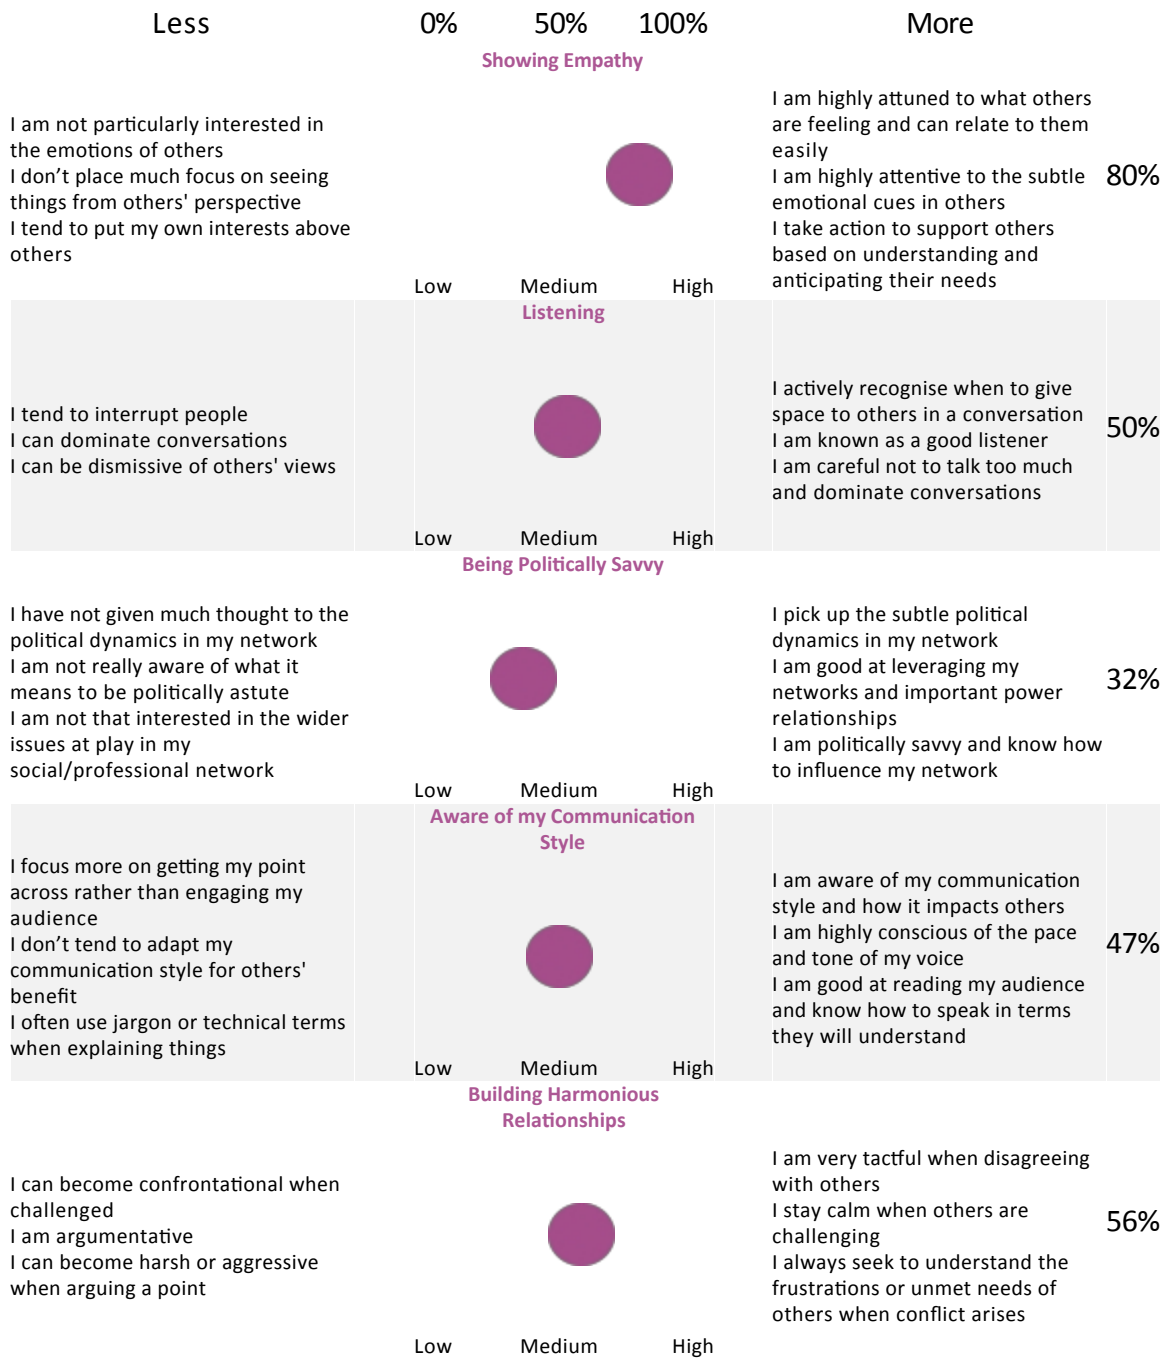 Less 0% 50% 100% More
Showing Empathy
I am not particularly interested in
the emotions of others
I don’t place much focus on seeing
things from others' perspective
I tend to put my own interests above
others
Low Medium High
I am highly attuned to what others
are feeling and can relate to them
easily
I am highly attentive to the subtle
emotional cues in others
I take action to support others
based on understanding and
anticipating their needs
80%
Listening
I tend to interrupt people
I can dominate conversations
I can be dismissive of others' views
Low Medium High
I actively recognise when to give
space to others in a conversation
I am known as a good listener
I am careful not to talk too much
and dominate conversations
50%
Being Politically Savvy
I have not given much thought to the
political dynamics in my network
I am not really aware of what it
means to be politically astute
I am not that interested in the wider
issues at play in my
social/professional network
Low Medium High
I pick up the subtle political
dynamics in my network
I am good at leveraging my
networks and important power
relationships
I am politically savvy and know how
to influence my network
32%
Aware of my Communication
Style
I focus more on getting my point
across rather than engaging my
audience
I don’t tend to adapt my
communication style for others'
benefit
I often use jargon or technical terms
when explaining things
Low Medium High
I am aware of my communication
style and how it impacts others
I am highly conscious of the pace
and tone of my voice
I am good at reading my audience
and know how to speak in terms
they will understand
47%
Building Harmonious
Relationships
I can become confrontational when
challenged
I am argumentative
I can become harsh or aggressive
when arguing a point
Low Medium High
I am very tactful when disagreeing
with others
I stay calm when others are
challenging
I always seek to understand the
frustrations or unmet needs of
others when conflict arises
56%